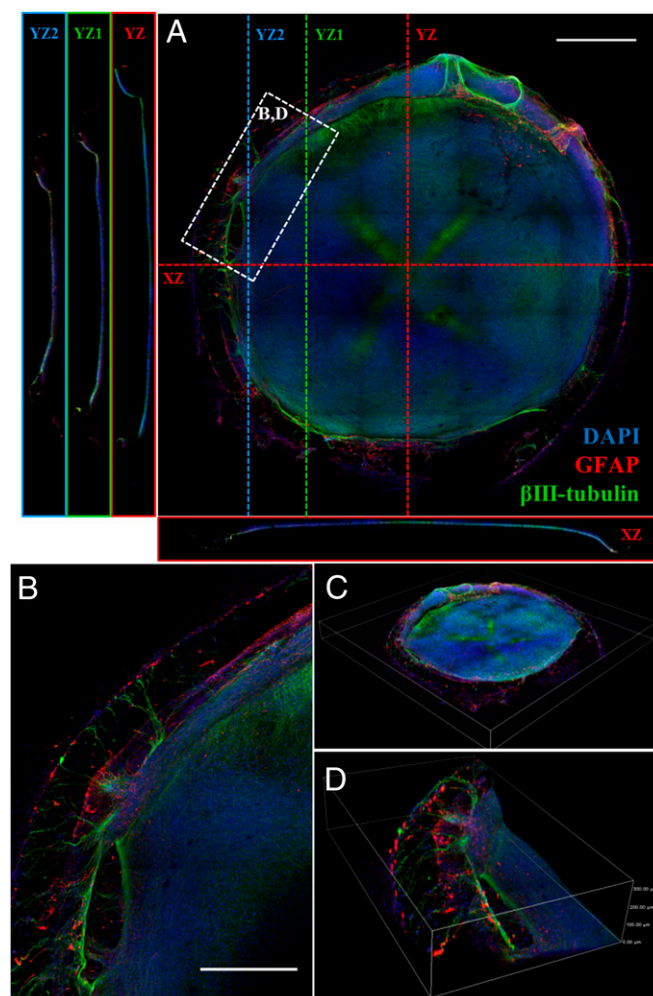 YZ2 YZ1 YZ A YZ2 YZ1 YZ
B,D
XZ
DAPI
GFAP
βIII-tubulin
XZ
B
C
D
300.00 µm
200.00 µm
100.00 µm
0.00 µm